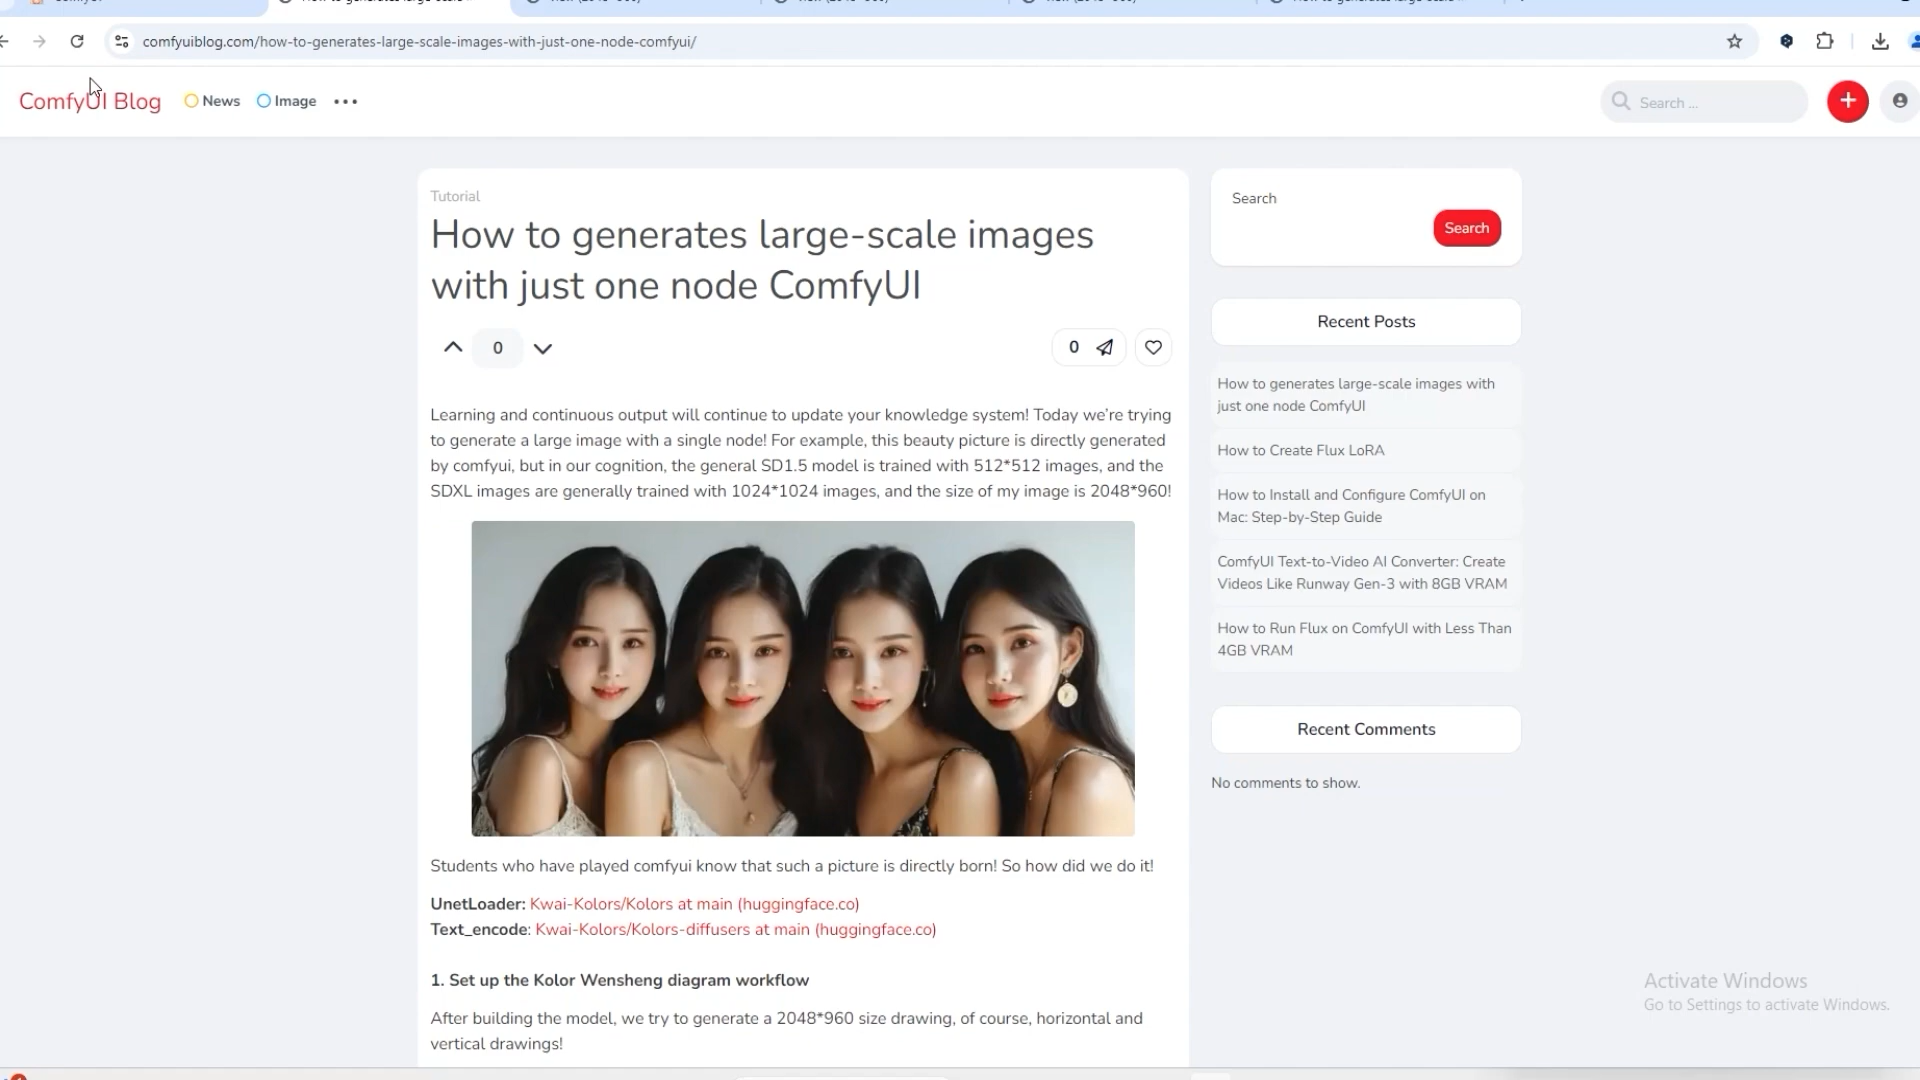 comfyuiblog.com/how-to-generates-large-scale-images-with-just-one-node-comfyui/
ComfyUI Blog
News
Image
Search ...
Tutorial
How to generates large-scale images
with just one node ComfyUI
0
0
Learning and continuous output will continue to update your knowledge system! Today we're trying
to generate a large image with a single node! For example, this beauty picture is directly generated
by comfyui, but in our cognition, the general SD1.5 model is trained with 512*512 images, and the
SDXL images are generally trained with 1024*1024 images, and the size of my image is 2048*960!
Students who have played comfyui know that such a picture is directly born! So how did we do it!
UnetLoader: Kwai-Kolors/Kolors at main (huggingface.co)
Text_encode: Kwai-Kolors/Kolors-diffusers at main (huggingface.co)
1. Set up the Kolor Wensheng diagram workflow
After building the model, we try to generate a 2048*960 size drawing, of course, horizontal and
vertical drawings!
Search
Search
Recent Posts
How to generates large-scale images with
just one node ComfyUI
How to Create Flux LoRA
How to Install and Configure ComfyUI on
Mac: Step-by-Step Guide
ComfyUI Text-to-Video AI Converter: Create
Videos Like Runway Gen-3 with 8GB VRAM
How to Run Flux on ComfyUI with Less Than
4GB VRAM
Recent Comments
No comments to show.
Activate Windows
Go to Settings to activate Windows.